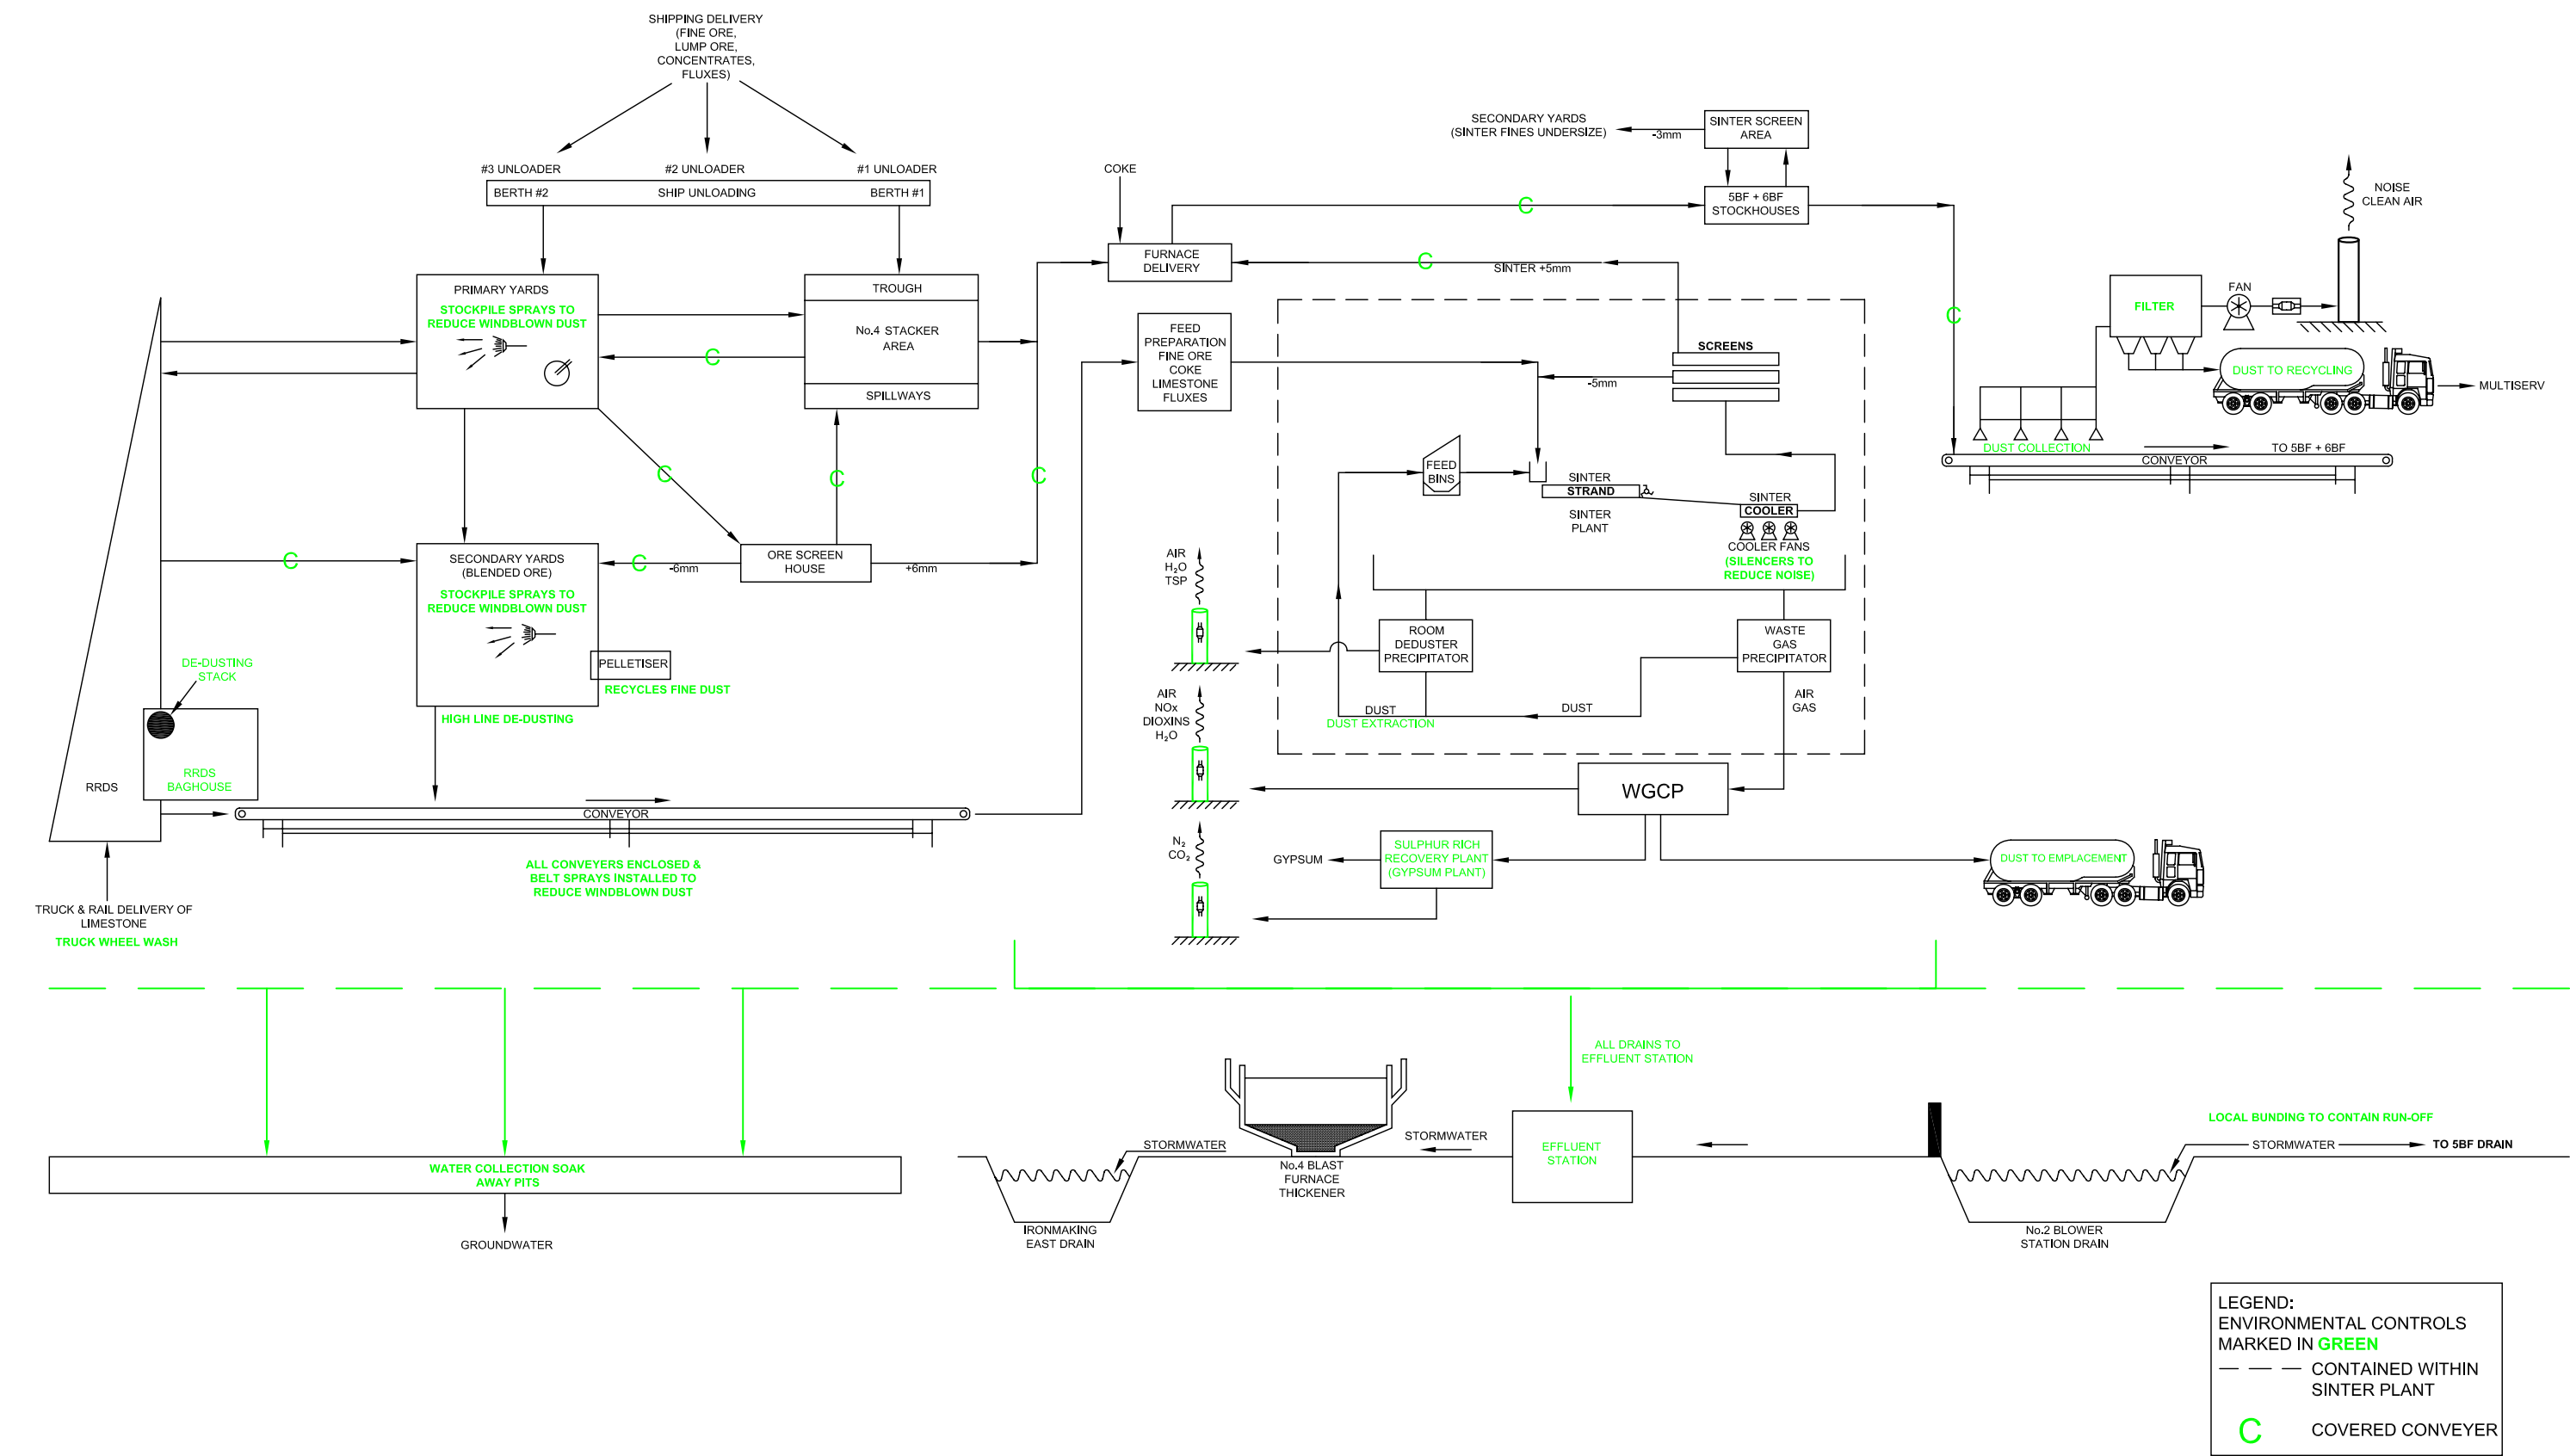 SHIPPING DELIVERY
(FINE ORE,
LUMP ORE,
CONCENTRATES,
FLUXES)
#3 UNLOADER
#2 UNLOADER
#1 UNLOADER
BERTH #2
SHIP UNLOADING
BERTH #1
PRIMARY YARDS
STOCKPILE SPRAYS TO
REDUCE WINDBLOWN DUST
TROUGH
No.4 STACKER
AREA
SPILLWAYS
C
C
C
C
C
C
SECONDARY YARDS
(BLENDED ORE)
STOCKPILE SPRAYS TO
REDUCE WINDBLOWN DUST
-6mm
ORE SCREEN
HOUSE
+6mm
PELLETISER
RECYCLES FINE DUST
HIGH LINE DE-DUSTING
DE-DUSTING
STACK
RRDS
BAGHOUSE
RRDS
CONVEYOR
ALL CONVEYERS ENCLOSED &
BELT SPRAYS INSTALLED TO
REDUCE WINDBLOWN DUST
TRUCK & RAIL DELIVERY OF
LIMESTONE
TRUCK WHEEL WASH
COKE
FURNACE
DELIVERY
C
C
SINTER +5mm
SECONDARY YARDS
(SINTER FINES UNDERSIZE)
-3mm
SINTER SCREEN
AREA
5BF + 6BF
STOCKHOUSES
FEED
PREPARATION
FINE ORE
COKE
LIMESTONE
FLUXES
SCREENS
-5mm
FEED
BINS
SINTER
STRAND
SINTER
PLANT
SINTER
COOLER
COOLER FANS
(SILENCERS TO
REDUCE NOISE)
ROOM
DEDUSTER
PRECIPITATOR
WASTE
GAS
PRECIPITATOR
DUST
DUST EXTRACTION
DUST
AIR
GAS
AIR
H₂O
TSP
AIR
NOx
DIOXINS
H₂O
N₂
CO₂
WGCP
GYPSUM
SULPHUR RICH
RECOVERY PLANT
(GYPSUM PLANT)
DUST TO EMPLACEMENT
C
NOISE
CLEAN AIR
FAN
FILTER
DUST TO RECYCLING
MULTISERV
DUST COLLECTION
TO 5BF + 6BF
CONVEYOR
ALL DRAINS TO
EFFLUENT STATION
WATER COLLECTION SOAK
AWAY PITS
GROUNDWATER
STORMWATER
IRONMAKING
EAST DRAIN
No.4 BLAST
FURNACE
THICKENER
STORMWATER
EFFLUENT
STATION
LOCAL BUNDING TO CONTAIN RUN-OFF
STORMWATER
TO 5BF DRAIN
No.2 BLOWER
STATION DRAIN
LEGEND:
ENVIRONMENTAL CONTROLS
MARKED IN GREEN
CONTAINED WITHIN
SINTER PLANT
C COVERED CONVEYER